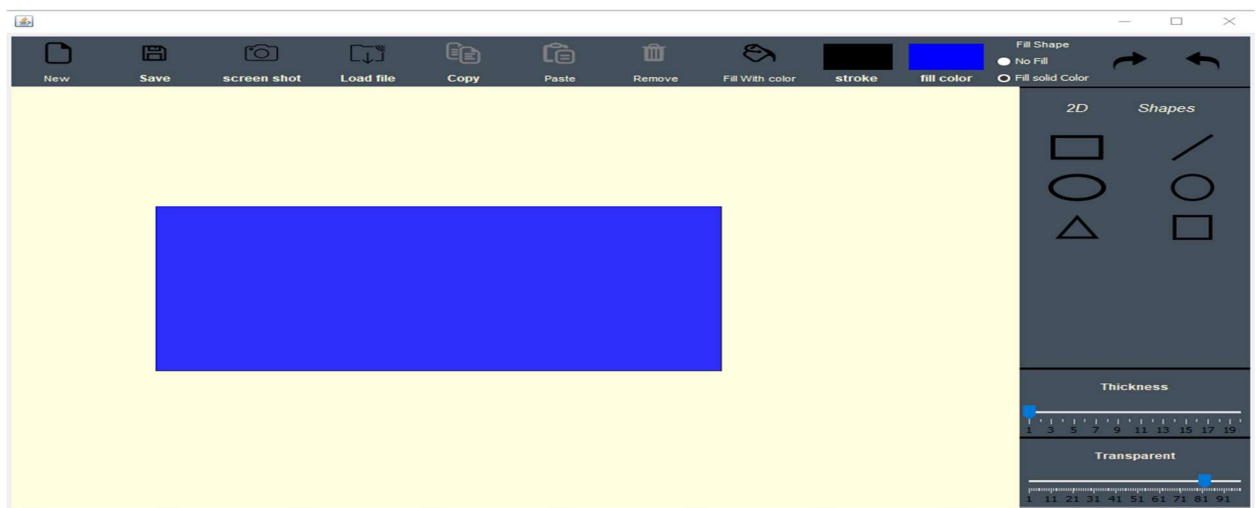 New Save screen shot Load file Copy Paste Remove Fill With color stroke fill color
Fill Shape
No Fill
Fill solid Color
2D Shapes
Thickness
1 3 5 7 9 11 13 15 17 19
Transparent
1 11 21 31 41 51 61 71 81 91